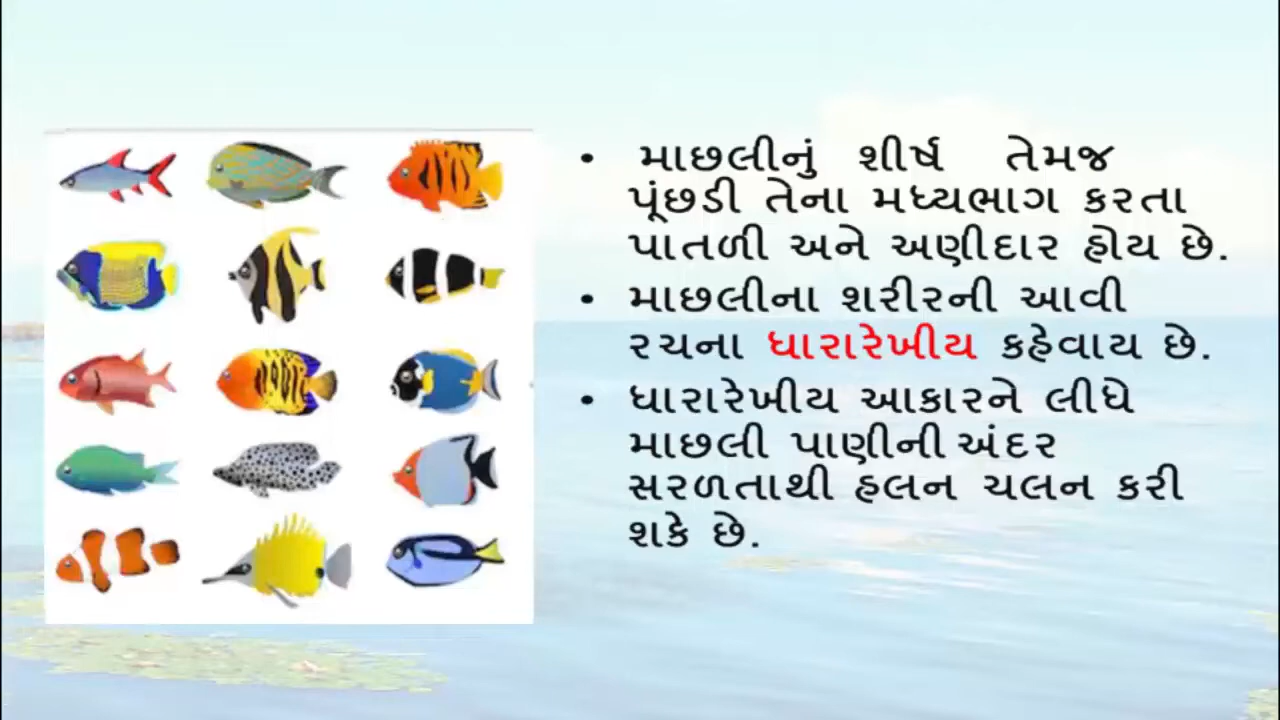 • માછલીનું શીર્ષ તેમજ
પૂંછડી તેના મધ્યભાગ કરતા
પાતળી અને અણીદાર હોય છે.
• માછલીના શરીરની આવી
રચના ધારારેખીય કહેવાય છે.
• ધારારેખીય આકારને લીધે
માછલી પાણીની અંદર
સરળતાથી હલન ચલન કરી
શકે છે.